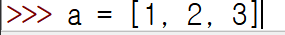 >>> a = [1, 2, 3]